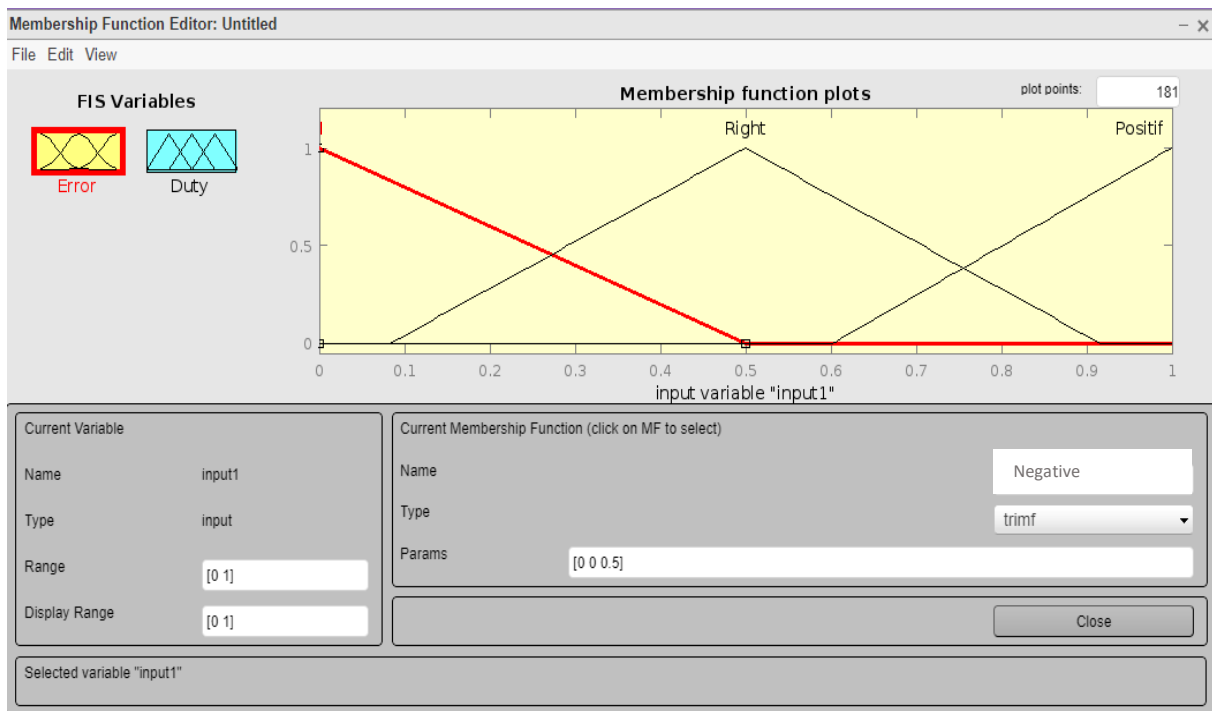 Membership Function Editor: Untitled
File Edit View
FIS Variables
Error
Duty
Membership function plots
plot points: 181
Right
Positif
1
0.5
0
0 0.1 0.2 0.3 0.4 0.5 0.6 0.7 0.8 0.9 1
input variable "input1"
Current Variable
Name input1
Type input
Range [0 1]
Display Range [0 1]
Current Membership Function (click on MF to select)
Name Negative
Type trimf
Params [0 0 0.5]
Close
Selected variable "input1"